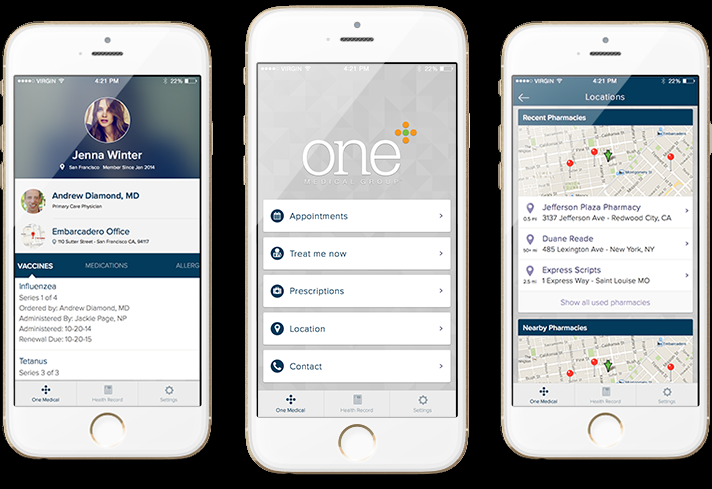 VIRGIN
4:21 PM
22%
Jenna Winter
San Francisco Member Since Jan 2014
Andrew Diamond, MD
Primary Care Physician
Embarcadero Office
110 Sutter Street - San Francisco CA, 94117
VACCINES
MEDICATIONS
ALLERG
Influenzea
Series 1 of 4
Ordered by: Andrew Diamond, MD
Administered By: Jackie Page, NP
Administered: 10-20-14
Renewal Due: 10-20-15
Tetanus
Series 3 of 3
One Medical
Health Record
Settings
VIRGIN
4:21 PM
22%
one
MEDICAL GROUP
Appointments
Treat me now
Prescriptions
Location
Contact
One Medical
Health Record
Settings
VIRGIN
4:21 PM
22%
Locations
Recent Pharmacies
Jefferson Plaza Pharmacy
0.5 mi
3137 Jefferson Ave - Redwood City, CA
Duane Reade
50+ mi
485 Lexington Ave - New York, NY
Express Scripts
2.5 mi
1 Express Way - Saint Louise MO
Show all used pharmacies
Nearby Pharmacies
One Medical
Health Record
Settings